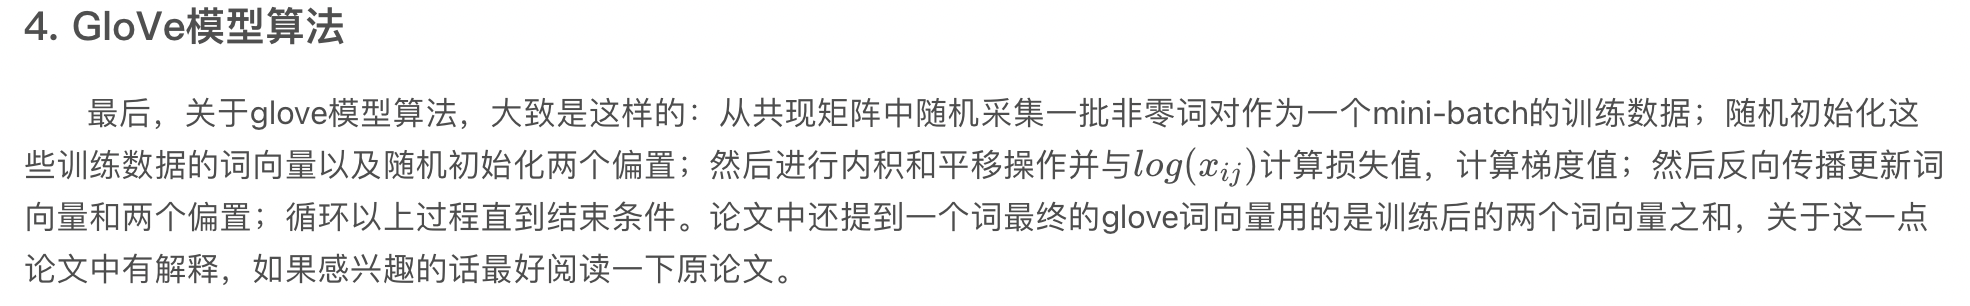 4. GloVe模型算法
最后，关于glove模型算法，大致是这样的：从共现矩阵中随机采集一批非零词对作为一个mini-batch的训练数据；随机初始化这
些训练数据的词向量以及随机初始化两个偏置；然后进行内积和平移操作并与log(x_{ij})计算损失值，计算梯度值；然后反向传播更新词
向量和两个偏置；循环以上过程直到结束条件。论文中还提到一个词最终的glove词向量用的是训练后的两个词向量之和，关于这一点
论文中有解释，如果感兴趣的话最好阅读一下原论文。